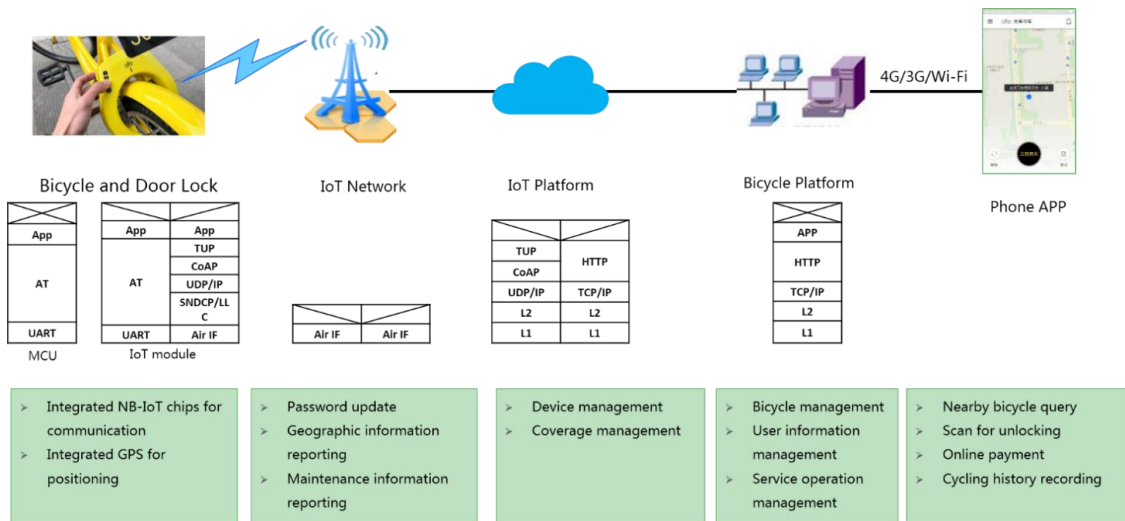 ofo
4G/3G/Wi-Fi
Bicycle and Door Lock
IoT Network
IoT Platform
Bicycle Platform
Phone APP
App
AT
UART
MCU
App
AT
UART
App
TUP
CoAP
UDP/IP
SNDCP/LL
C
Air IF
IoT module
Air IF
Air IF
TUP
CoAP
UDP/IP
L2
L1
HTTP
TCP/IP
L2
L1
APP
HTTP
TCP/IP
L2
L1
➢ Integrated NB-IoT chips for
communication
➢ Integrated GPS for
positioning
➢ Password update
➢ Geographic information
reporting
➢ Maintenance information
reporting
➢ Device management
➢ Coverage management
➢ Bicycle management
➢ User information
management
➢ Service operation
management
➢ Nearby bicycle query
➢ Scan for unlocking
➢ Online payment
➢ Cycling history recording